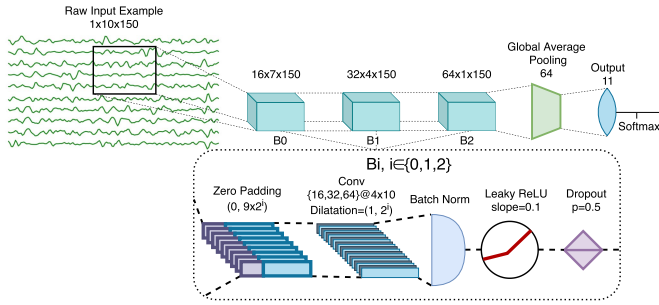 Raw Input Example
1x10x150
16x7x150
32x4x150
64x1x150
Global Average
Pooling
64
Output
11
Softmax
B0
B1
B2
Bi, i∈{0,1,2}
Zero Padding
(0, 9x2ⁱ)
Conv
{16,32,64}@4x10
Dilatation=(1, 2ⁱ)
Batch Norm
Leaky ReLU
slope=0.1
Dropout
p=0.5